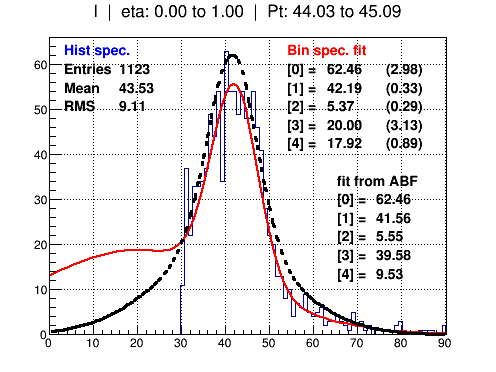 I | eta: 0.00 to 1.00 | Pt: 44.03 to 45.09
Hist spec.
Entries 1123
Mean 43.53
RMS 9.11
Bin spec. fit
[0] = 62.46 (2.98)
[1] = 42.19 (0.33)
[2] = 5.37 (0.29)
[3] = 20.00 (3.13)
[4] = 17.92 (0.89)
fit from ABF
[0] = 62.46
[1] = 41.56
[2] = 5.55
[3] = 39.58
[4] = 9.53
60
50
40
30
20
10
0
0 10 20 30 40 50 60 70 80 90